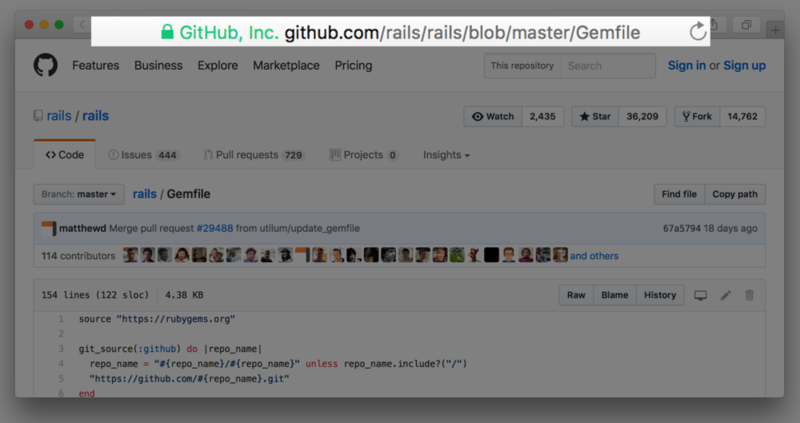 GitHub, Inc. github.com/rails/rails/blob/master/Gemfile
Features Business Explore Marketplace Pricing This repository Search Sign in or Sign up
rails / rails Watch 2,435 Star 36,209 Fork 14,762
Code Issues 444 Pull requests 729 Projects 0 Insights
Branch: master rails / Gemfile Find file Copy path
matthewd Merge pull request #29488 from utilum/update_gemfile 67a5794 18 days ago
114 contributors and others
154 lines (122 sloc) 4.38 KB Raw Blame History
1 source "https://rubygems.org"
2
3 git_source(:github) do |repo_name|
4 repo_name = "#{repo_name}/#{repo_name}" unless repo_name.include?("/")
5 "https://github.com/#{repo_name}.git"
6 end